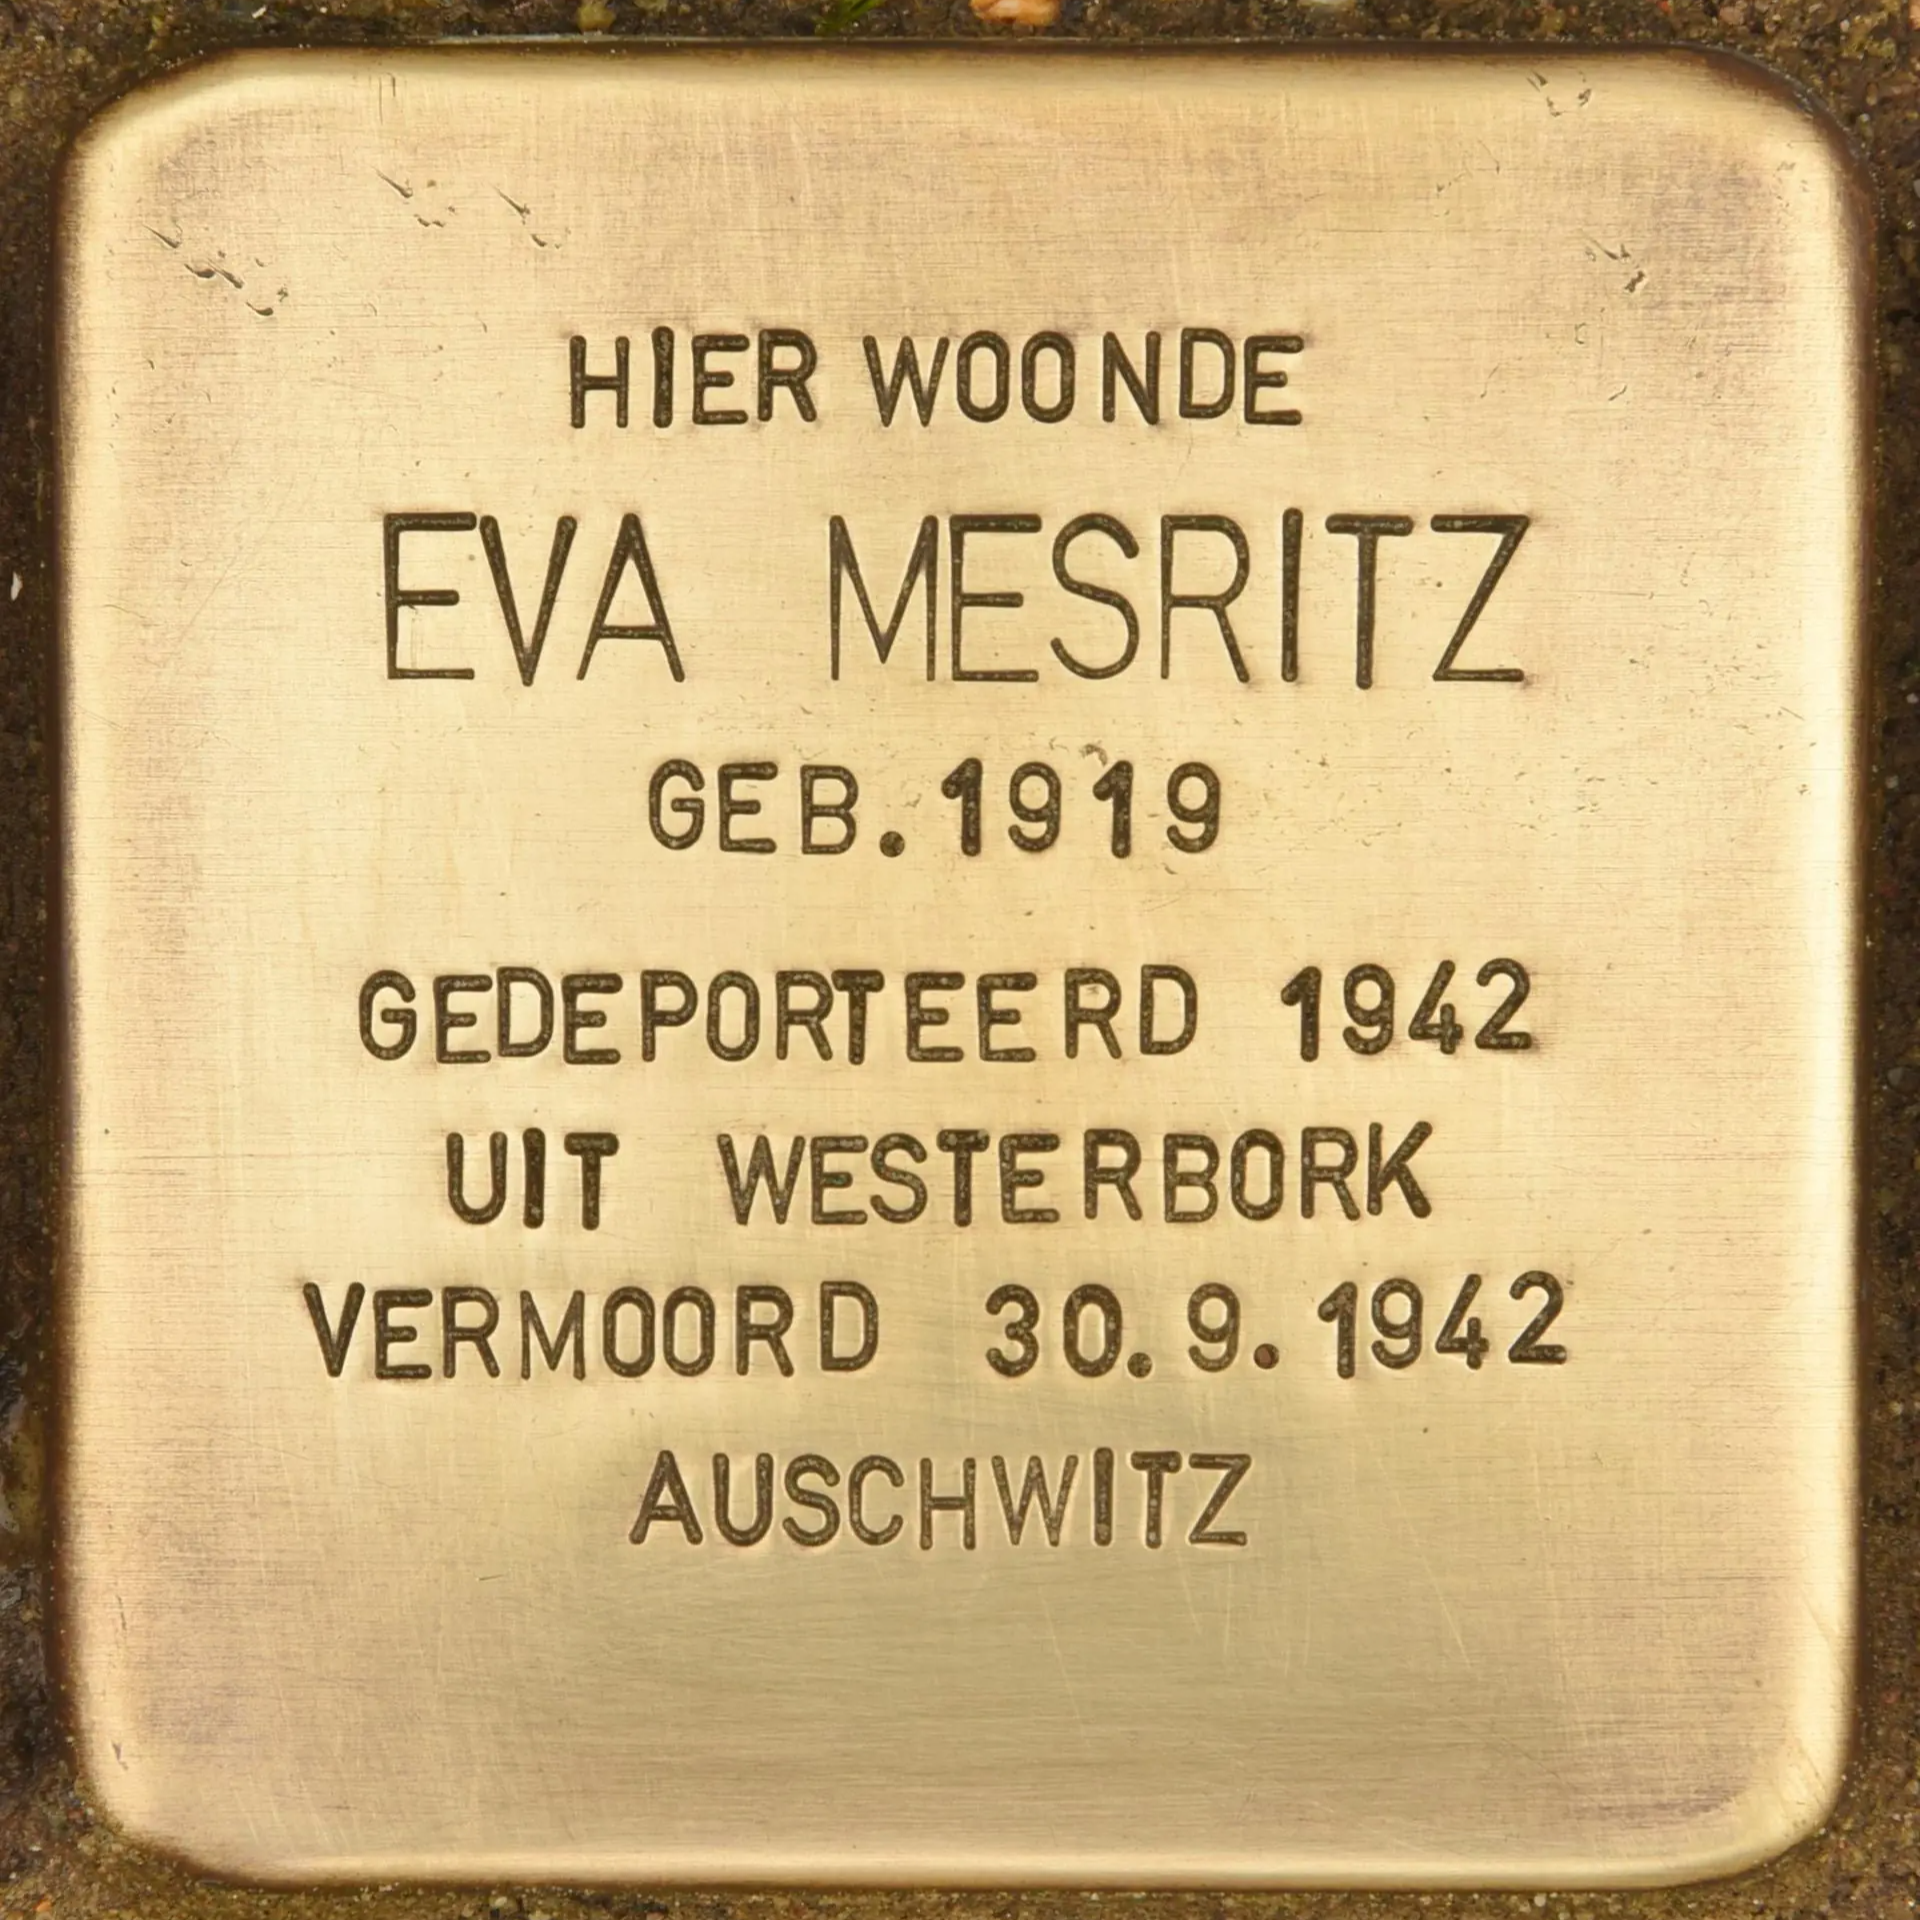 HIER WOONDE
EVA MESRITZ
GEB. 1919
GEDEPORTEERD 1942
UIT WESTERBORK
VERMOORD 30.9.1942
AUSCHWITZ